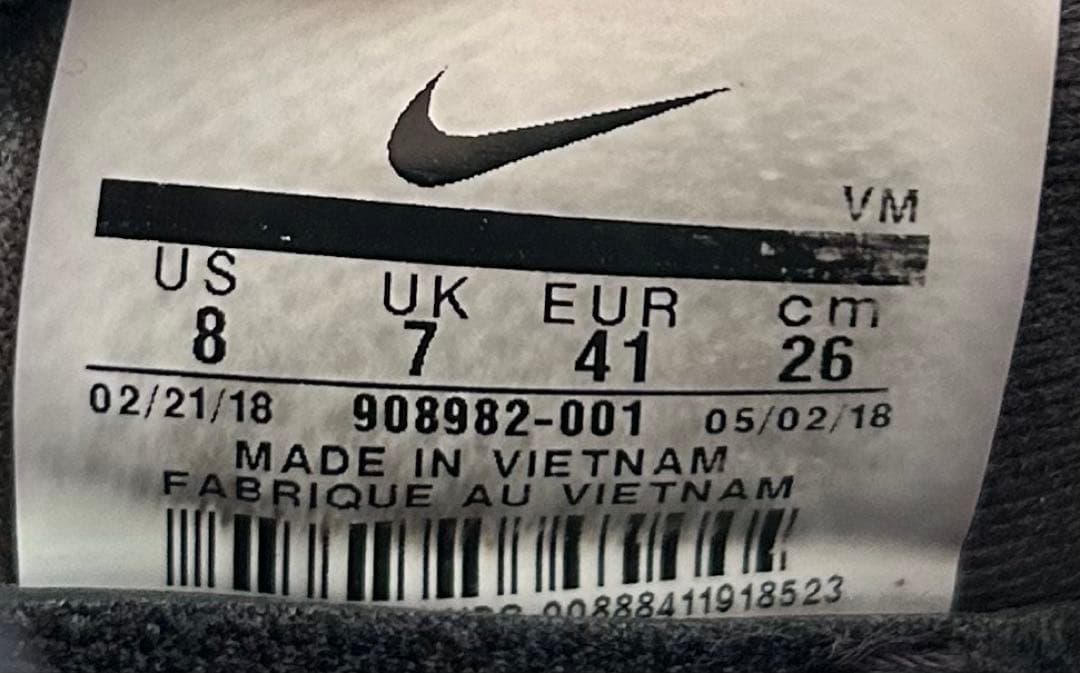 VM
US UK EUR cm
8 7 41 26
02/21/18 908982-001 05/02/18
MADE IN VIETNAM
FABRIQUE AU VIETNAM
00888411918523